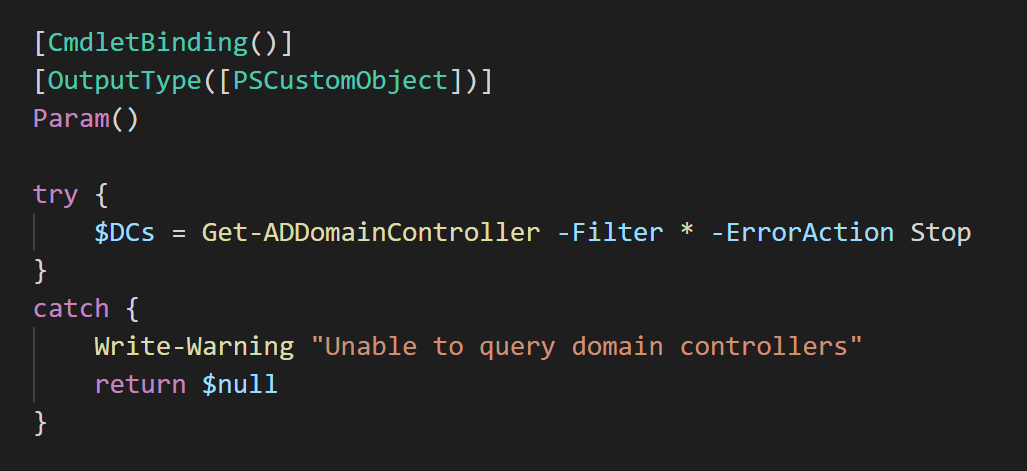 [CmdletBinding()]
[OutputType([PSCustomObject])]
Param()
try {
$DCs = Get-ADDomainController -Filter * -ErrorAction Stop
}
catch {
Write-Warning "Unable to query domain controllers"
return $null
}